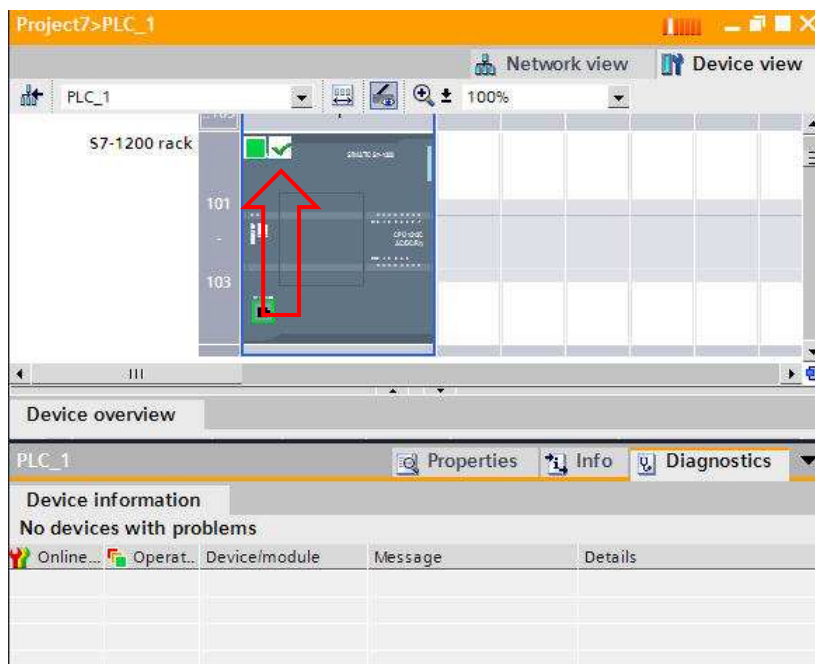 Project7>PLC_1
Network view
Device view
PLC_1
100%
S7-1200 rack
101
-
103
Device overview
PLC_1
Properties
Info
Diagnostics
Device information
No devices with problems
Online... Operat.. Device/module Message Details